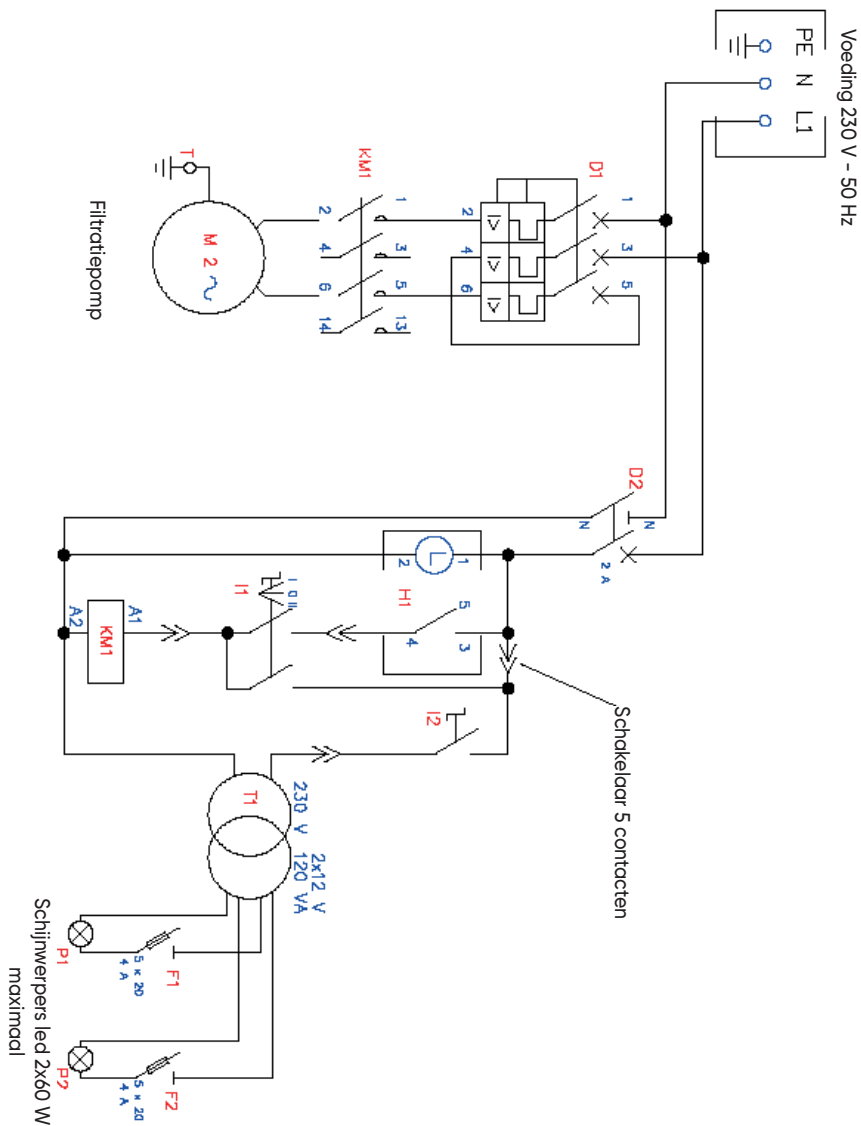 Voeding 230 V - 50 Hz
PE N L1
D1
1 3 5
2 4 6
KM1
1 3 5 13
2 4 6 14
T
M 2
Filtratiepomp
D2
N
N
2 A
L
1
2
H1
5
3
4
I1
I 0 II
A1
A2
KM1
I2
Schakelaar 5 contacten
T1
230 V
2x12 V
120 VA
F1
5 x 20
4 A
P1
F2
5 x 20
4 A
P2
Schijnwerpers led 2x60 W
maximaal